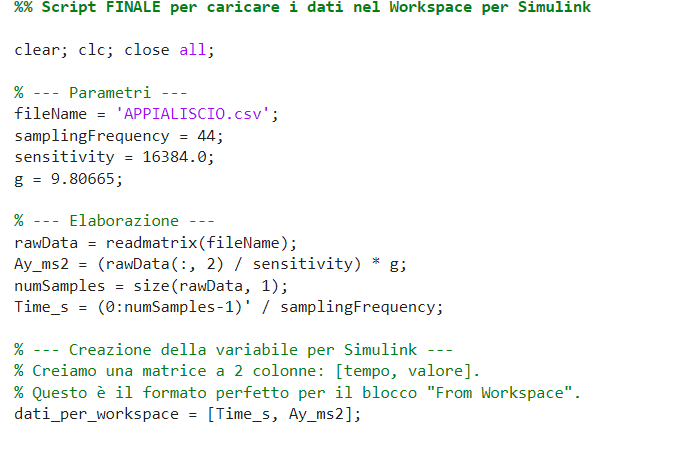 %% Script FINALE per caricare i dati nel Workspace per Simulink
clear; clc; close all;
% --- Parametri ---
fileName = 'APPIALISCIO.csv';
samplingFrequency = 44;
sensitivity = 16384.0;
g = 9.80665;
% --- Elaborazione ---
rawData = readmatrix(fileName);
Ay_ms2 = (rawData(:, 2) / sensitivity) * g;
numSamples = size(rawData, 1);
Time_s = (0:numSamples-1)' / samplingFrequency;
% --- Creazione della variabile per Simulink ---
% Creiamo una matrice a 2 colonne: [tempo, valore].
% Questo è il formato perfetto per il blocco "From Workspace".
dati_per_workspace = [Time_s, Ay_ms2];